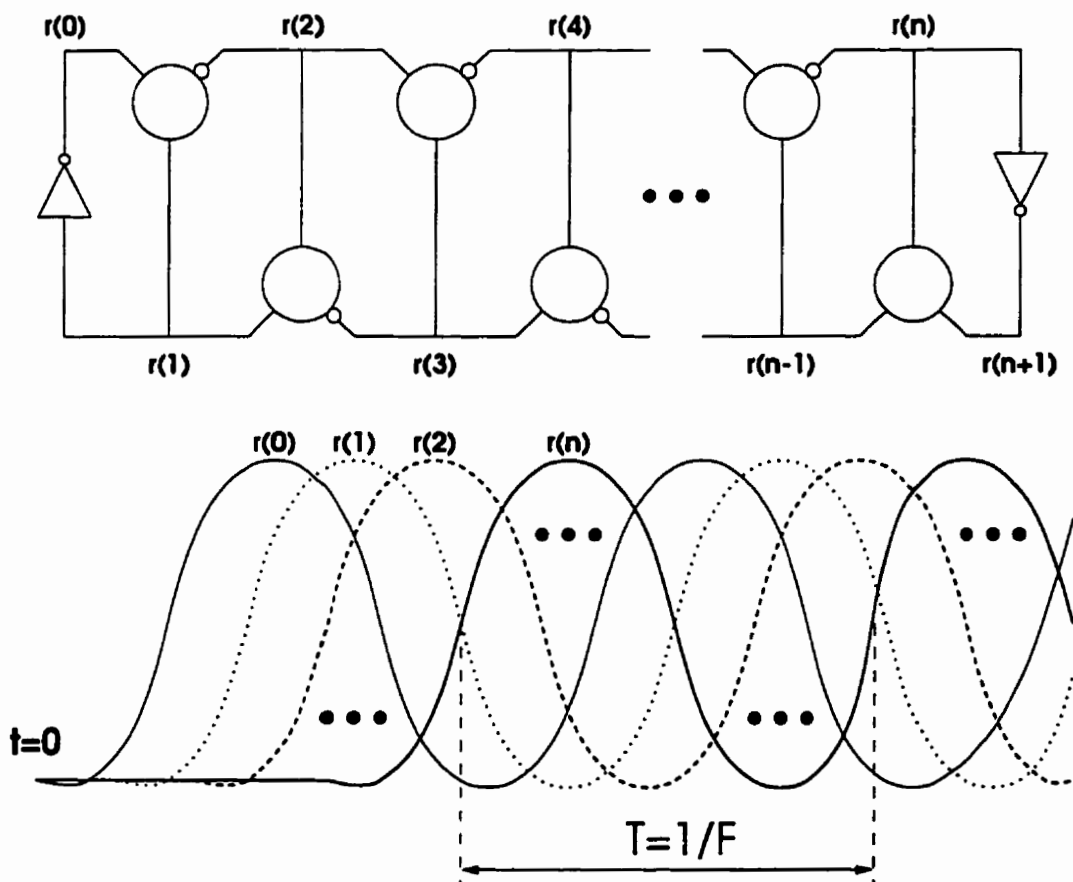 r(0) r(2) r(4) r(n)
r(1) r(3) r(n-1) r(n+1)
r(0) r(1) r(2) r(n)
t=0
T=1/F